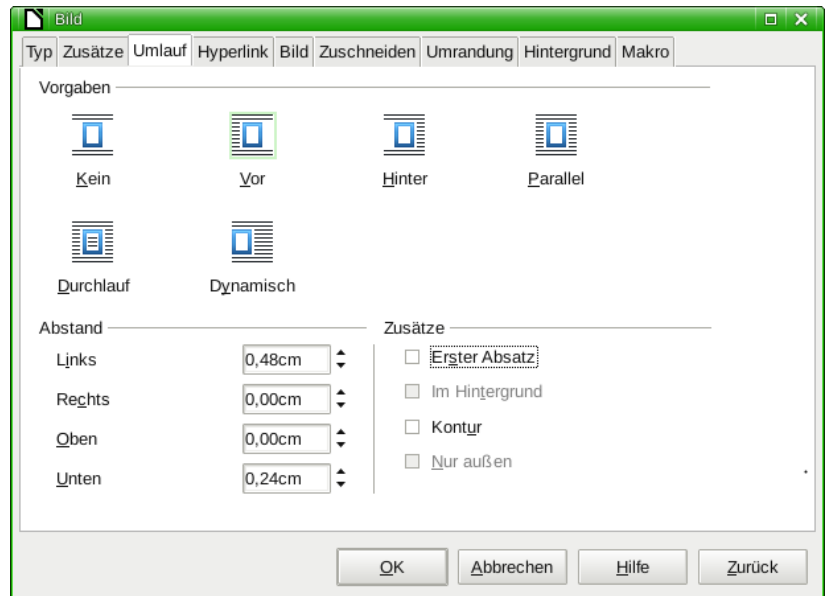 Bild
Typ Zusätze Umlauf Hyperlink Bild Zuschneiden Umrandung Hintergrund Makro
Vorgaben
Kein Vor Hinter Parallel
Durchlauf Dynamisch
Abstand
Links 0,48cm
Rechts 0,00cm
Oben 0,00cm
Unten 0,24cm
Zusätze
Erster Absatz
Im Hintergrund
Kontur
Nur außen
OK Abbrechen Hilfe Zurück